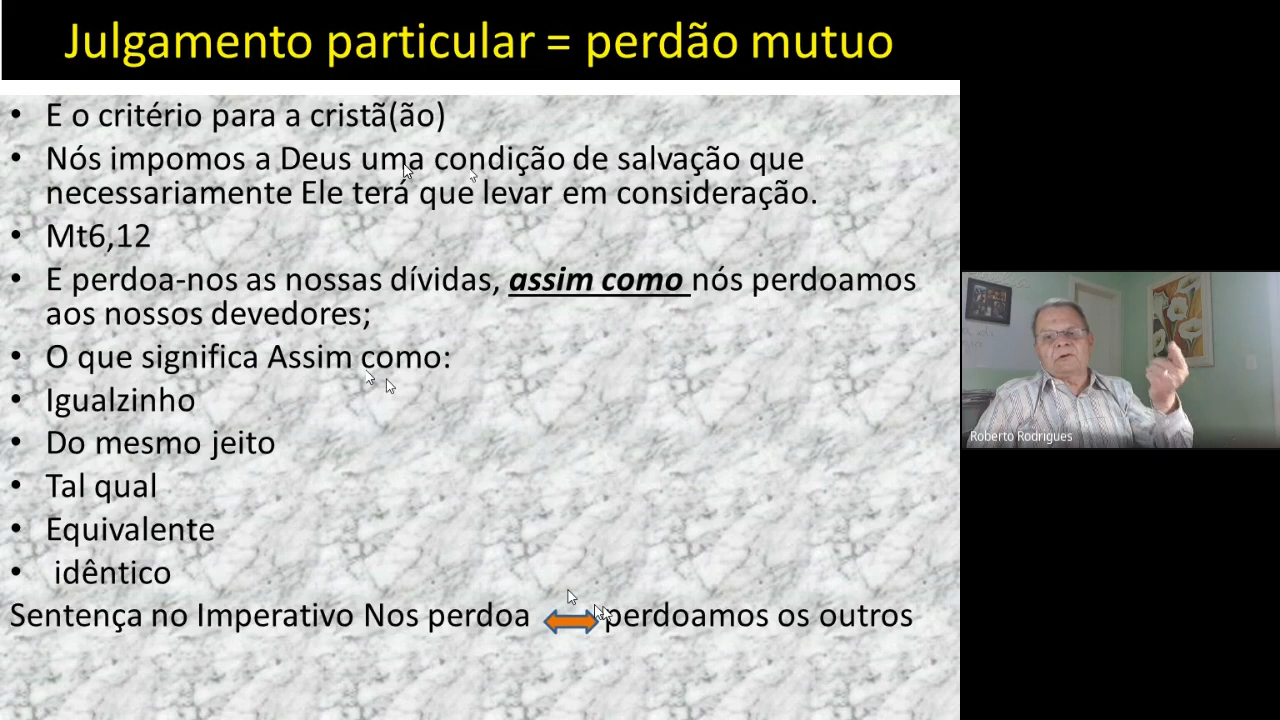 Julgamento particular = perdão mutuo
• E o critério para a cristã(ão)
• Nós impomos a Deus uma condição de salvação que
necessariamente Ele terá que levar em consideração.
• Mt6,12
• E perdoa-nos as nossas dívidas, assim como nós perdoamos
aos nossos devedores;
• O que significa Assim como:
• Igualzinho
• Do mesmo jeito
• Tal qual
• Equivalente
• idêntico
Sentença no Imperativo Nos perdoa perdoamos os outros
Roberto Rodrigues